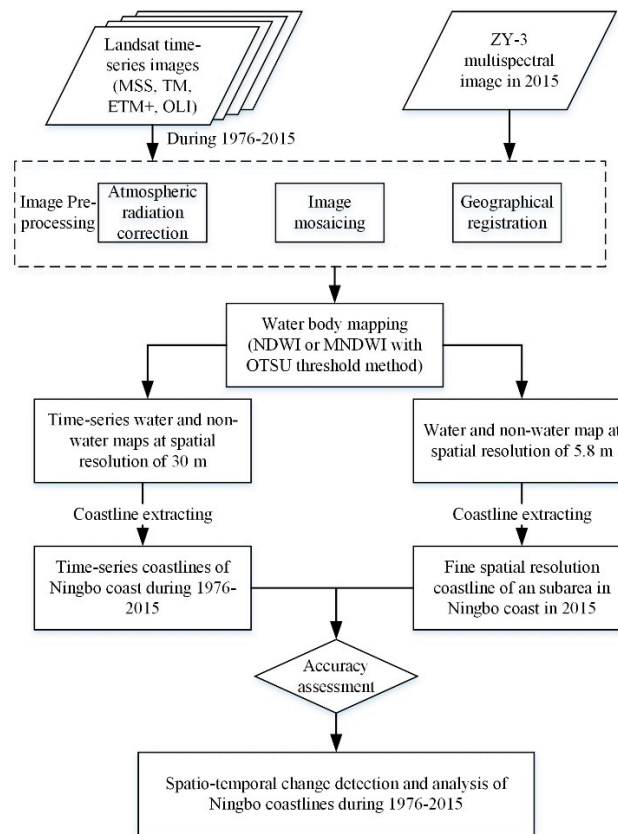 Landsat time-
series images
(MSS, TM,
ETM+, OLI)
ZY-3
multispectral
image in 2015
During 1976-2015
Image Pre-
processing
Atmospheric
radiation
correction
Image
mosaicing
Geographical
registration
Water body mapping
(NDWI or MNDWI with
OTSU threshold method)
Time-series water and non-
water maps at spatial
resolution of 30 m
Water and non-water map at
spatial resolution of 5.8 m
Coastline extracting
Coastline extracting
Time-series coastlines of
Ningbo coast during 1976-
2015
Fine spatial resolution
coastline of an subarea in
Ningbo coast in 2015
Accuracy
assessment
Spatio-temporal change detection and analysis of
Ningbo coastlines during 1976-2015